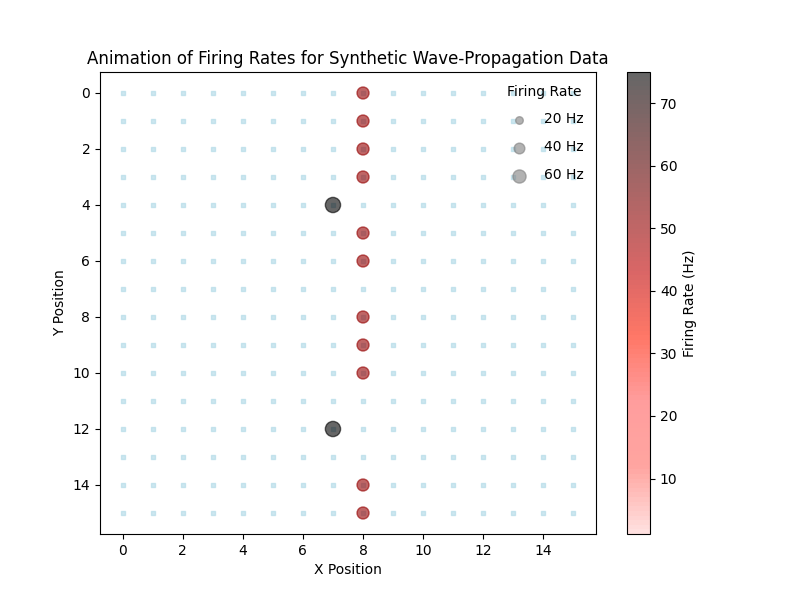 Animation of Firing Rates for Synthetic Wave-Propagation Data
Firing Rate
20 Hz
40 Hz
60 Hz
0
2
4
6
8
10
12
14
Y Position
0
2
4
6
8
10
12
14
X Position
70
60
50
40
30
20
10
Firing Rate (Hz)